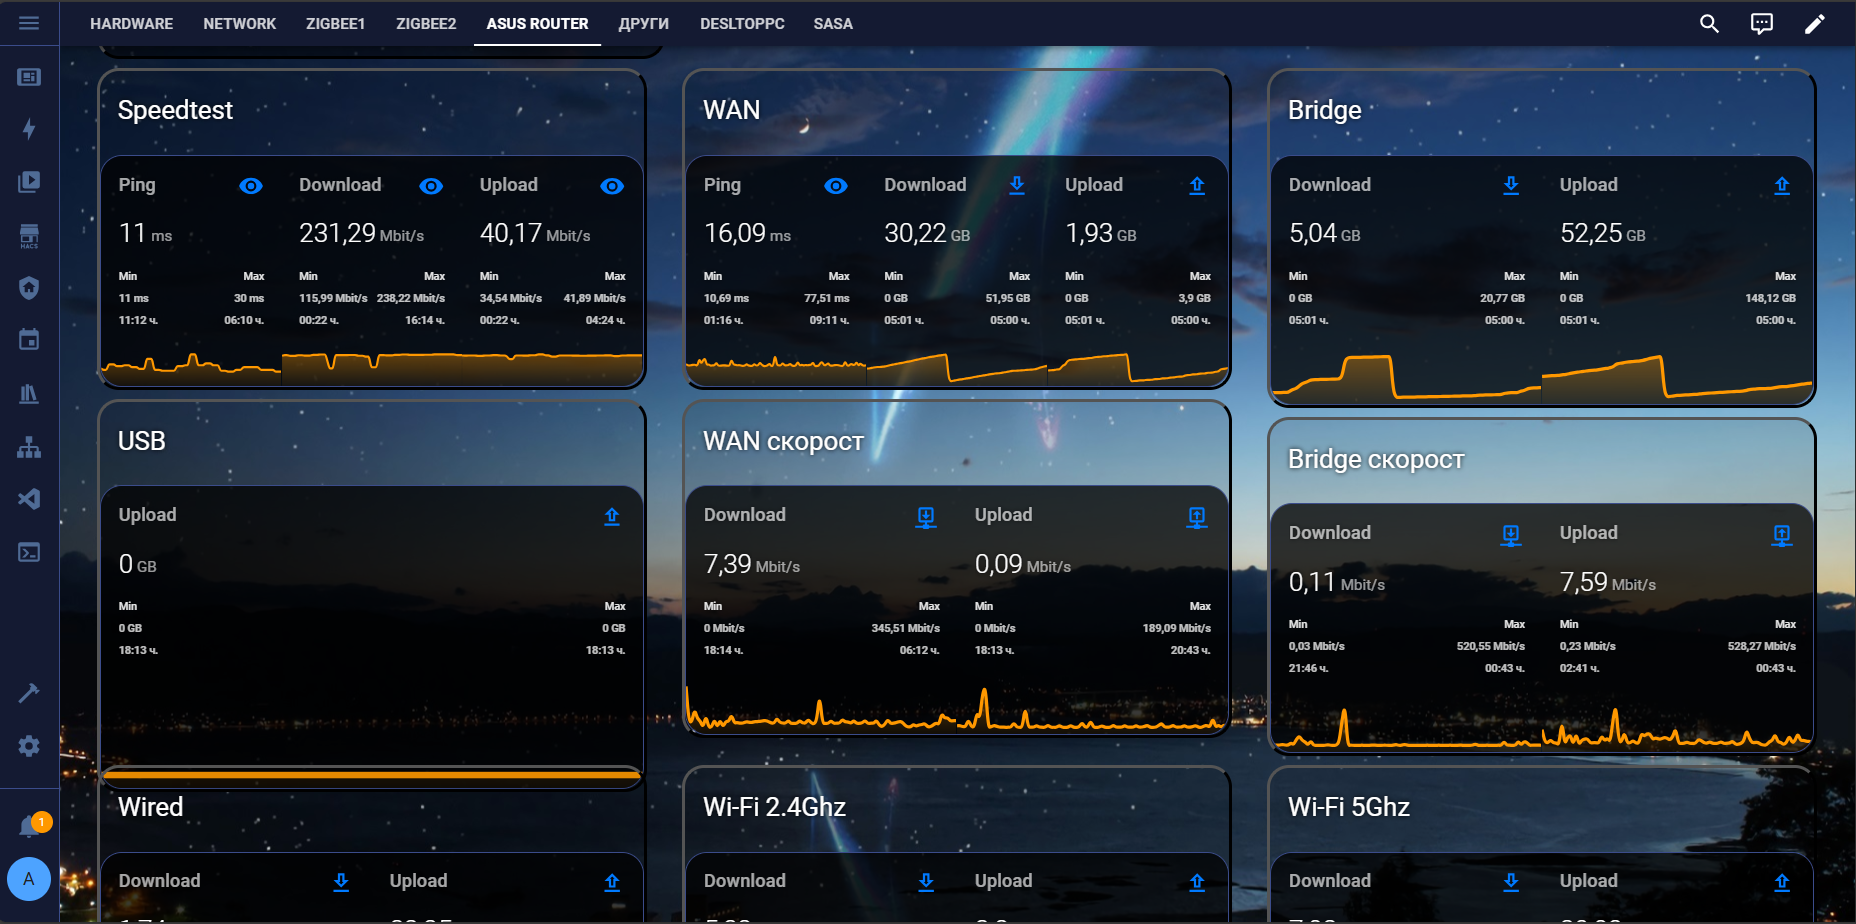 HARDWARE NETWORK ZIGBEE1 ZIGBEE2 ASUS ROUTER ДРУГИ DESLTOPPC SASA
HACS
1
A
Speedtest
Ping Download Upload
11 ms 231,29 Mbit/s 40,17 Mbit/s
Min Max Min Max Min Max
11 ms 30 ms 115,99 Mbit/s 238,22 Mbit/s 34,54 Mbit/s 41,89 Mbit/s
11:12 ч. 06:10 ч. 00:22 ч. 16:14 ч. 00:22 ч. 04:24 ч.
WAN
Ping Download Upload
16,09 ms 30,22 GB 1,93 GB
Min Max Min Max Min Max
10,69 ms 77,51 ms 0 GB 51,95 GB 0 GB 3,9 GB
01:16 ч. 09:11 ч. 05:01 ч. 05:00 ч. 05:01 ч. 05:00 ч.
Bridge
Download Upload
5,04 GB 52,25 GB
Min Max Min Max
0 GB 20,77 GB 0 GB 148,12 GB
05:01 ч. 05:00 ч. 05:01 ч. 05:00 ч.
USB
Upload
0 GB
Min Max
0 GB 0 GB
18:13 ч. 18:13 ч.
WAN скорост
Download Upload
7,39 Mbit/s 0,09 Mbit/s
Min Max Min Max
0 Mbit/s 345,51 Mbit/s 0 Mbit/s 189,09 Mbit/s
18:14 ч. 06:12 ч. 18:13 ч. 20:43 ч.
Bridge скорост
Download Upload
0,11 Mbit/s 7,59 Mbit/s
Min Max Min Max
0,03 Mbit/s 520,55 Mbit/s 0,23 Mbit/s 528,27 Mbit/s
21:46 ч. 00:43 ч. 02:41 ч. 00:43 ч.
Wired
Download Upload
Wi-Fi 2.4Ghz
Download Upload
Wi-Fi 5Ghz
Download Upload